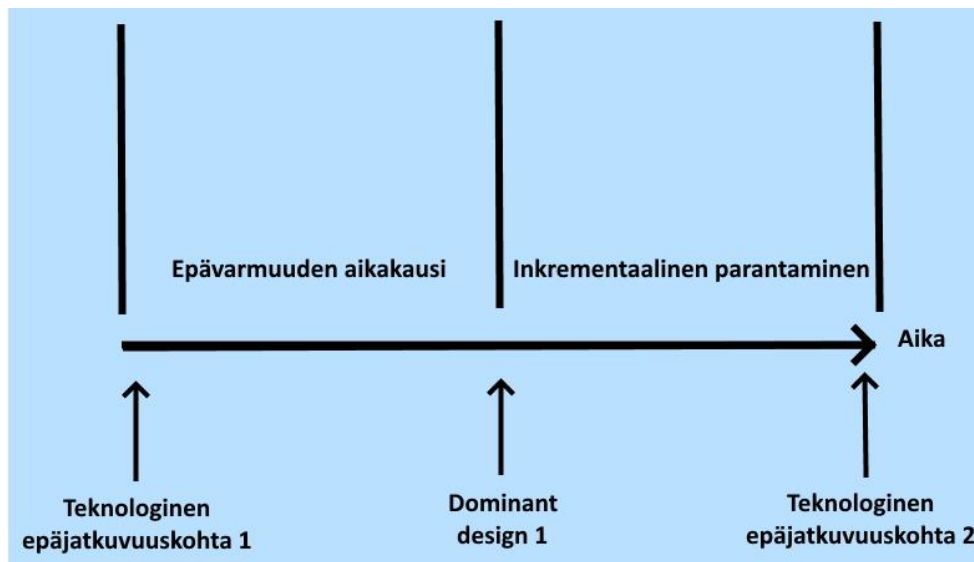 Epävarmuuden aikakausi
Inkrementaalinen parantaminen
Aika
Teknologinen
epäjatkuvuuskohta 1
Dominant
design 1
Teknologinen
epäjatkuvuuskohta 2